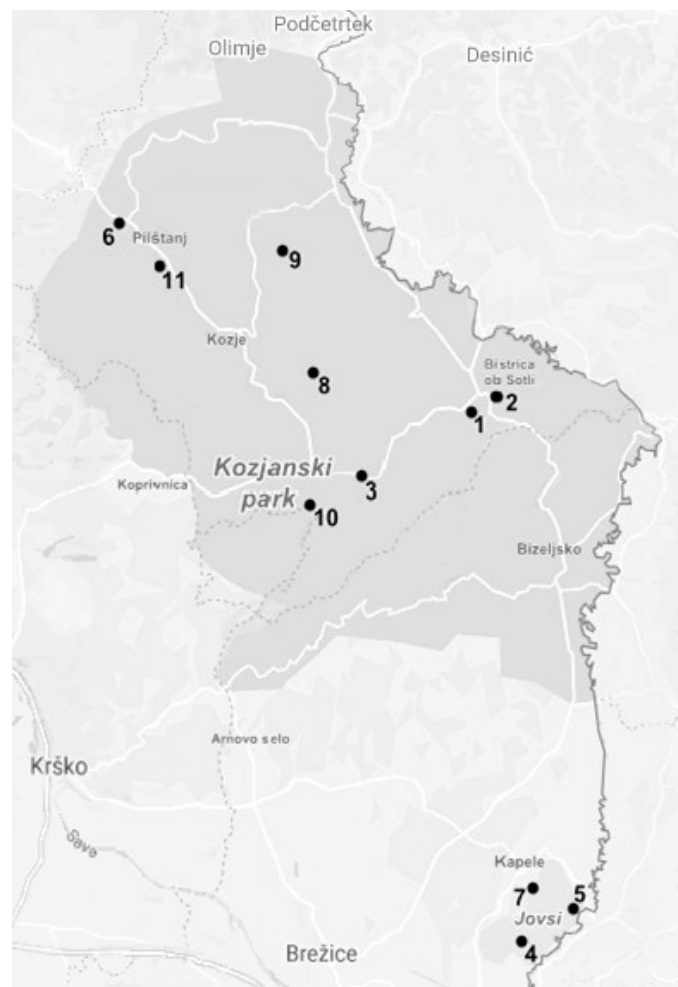 Podčetrtek
Olimje
Desinić
6
Pilštanj
9
11
Kozje
Bistrica
ob Sotli
8
2
1
Kozjanski
park
Koprivnica
3
10
Bizeljsko
Arnovo selo
Krško
Sava
Kapele
7
5
Jovsi
Brežice
4